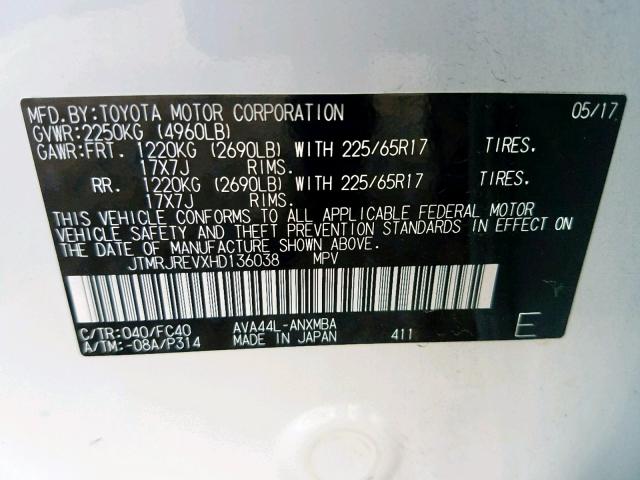 MFD.BY:TOYOTA MOTOR CORPORATION 05/17
GVWR:2250KG (4960LB)
GAWR:FRT. 1220KG (2690LB) WITH 225/65R17 TIRES.
17X7J RIMS.
RR. 1220KG (2690LB) WITH 225/65R17 TIRES.
17X7J RIMS.
THIS VEHICLE CONFORMS TO ALL APPLICABLE FEDERAL MOTOR
VEHICLE SAFETY AND THEFT PREVENTION STANDARDS IN EFFECT ON
THE DATE OF MANUFACTURE SHOWN ABOVE.
JTMRJREVXHD136038 MPV
C/TR:040/FC40 AVA44L-ANXMBA
A/TM:-08A/P314 MADE IN JAPAN 411 E